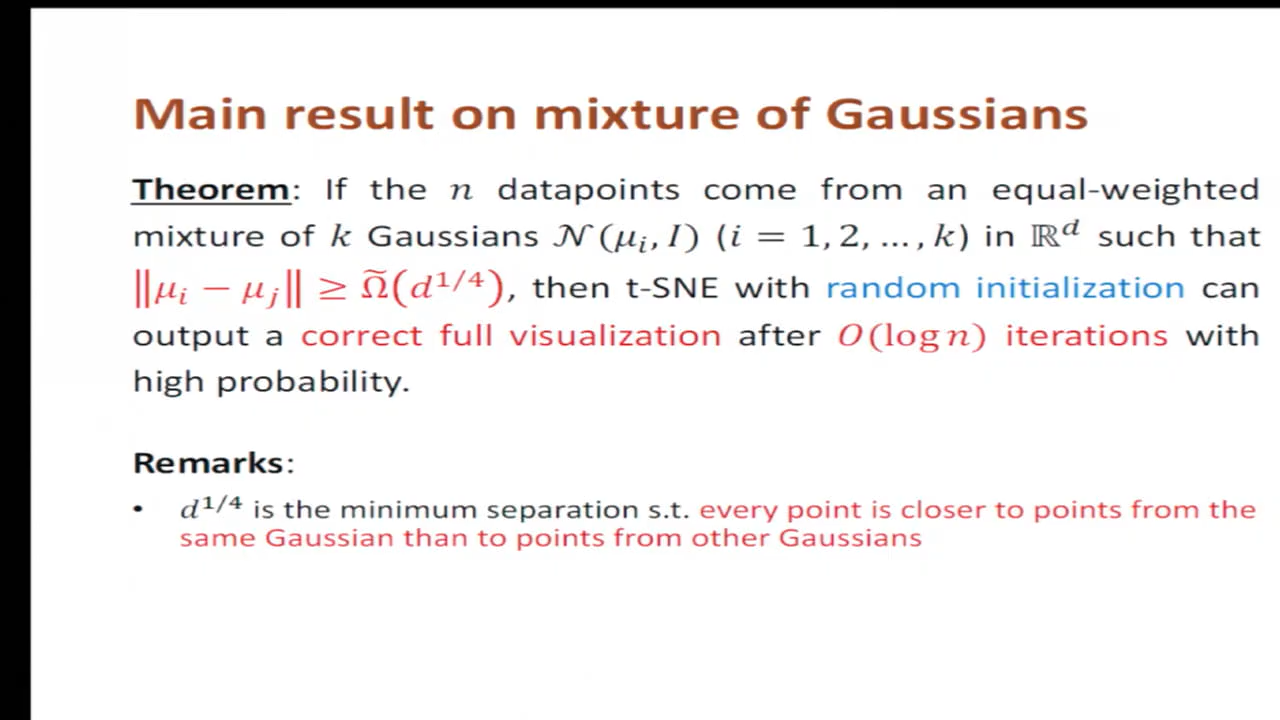 Main result on mixture of Gaussians
Theorem: If the n datapoints come from an equal-weighted
mixture of k Gaussians 𝒩(μᵢ, I) (i = 1, 2, …, k) in ℝᵈ such that
‖μᵢ − μⱼ‖ ≥ Ω̃(d^{1/4}), then t-SNE with random initialization can
output a correct full visualization after O(log n) iterations with
high probability.
Remarks:
• d^{1/4} is the minimum separation s.t. every point is closer to points from the
same Gaussian than to points from other Gaussians